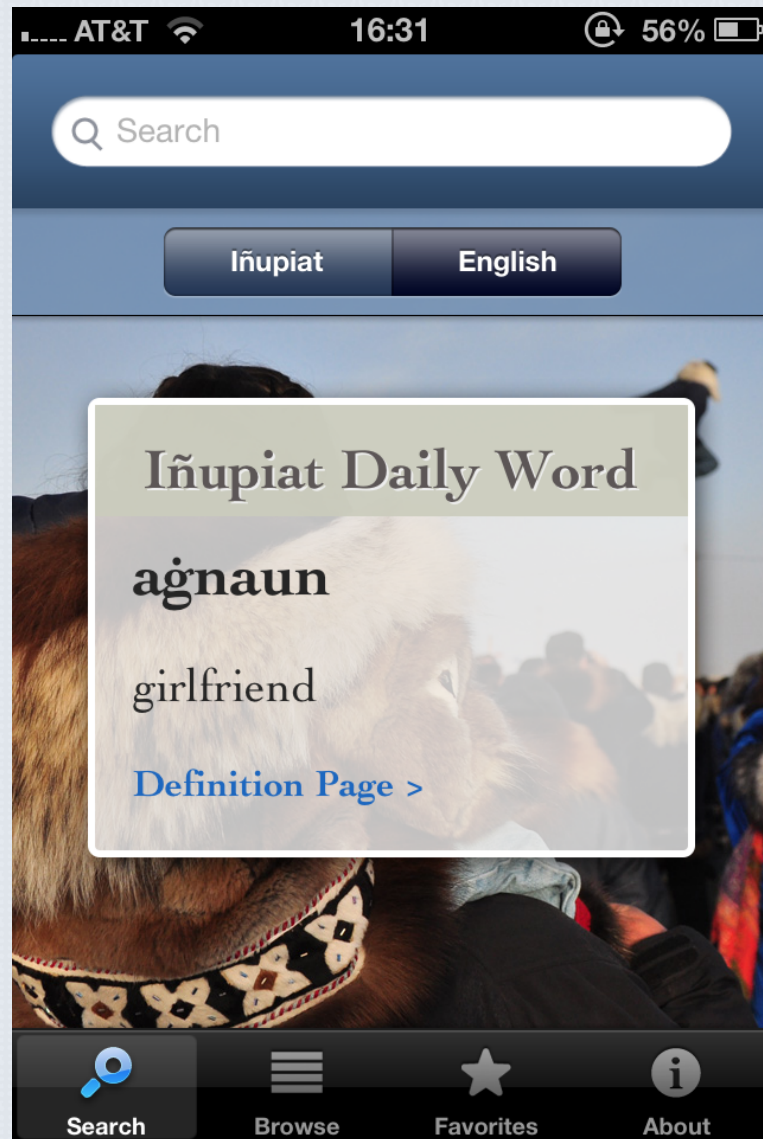 AT&T 16:31 56%
Search
Iñupiat English
Iñupiat Daily Word
aġnaun
girlfriend
Definition Page >
Search Browse Favorites About